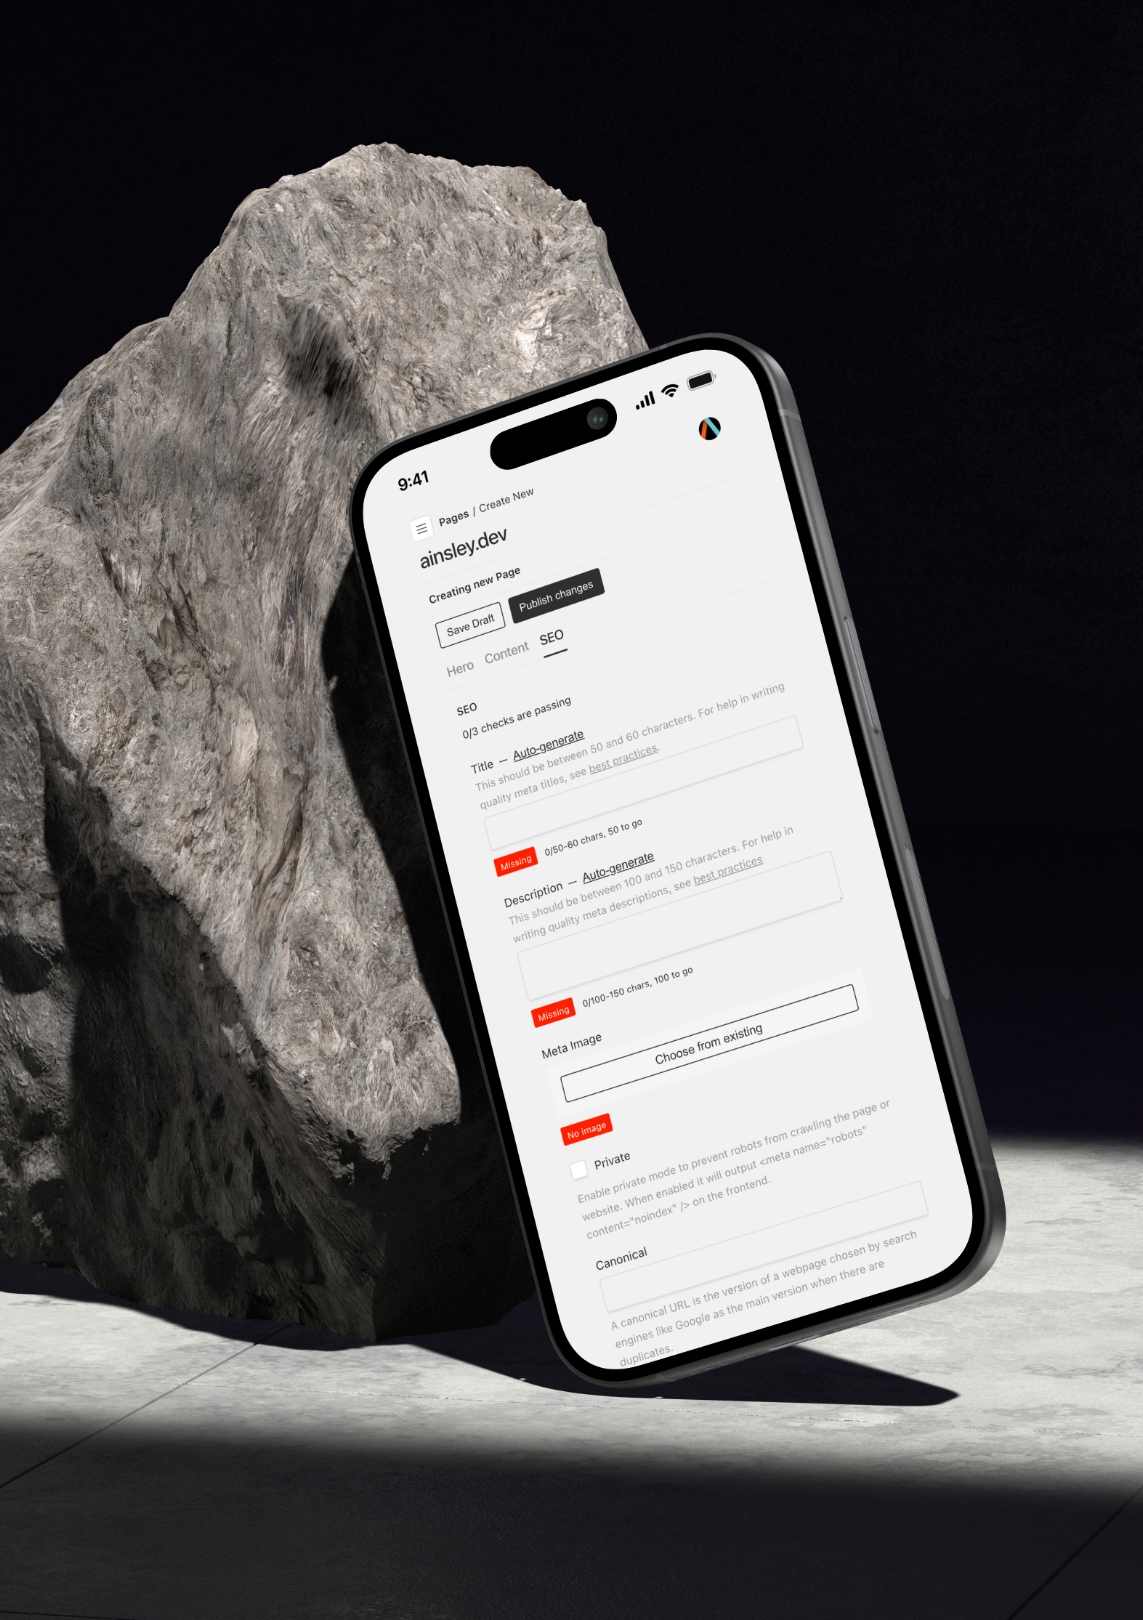 9:41
Pages / Create New
ainsley.dev
Creating new Page
Save Draft
Publish changes
Hero Content SEO
SEO
0/3 checks are passing
Title — Auto-generate
This should be between 50 and 60 characters. For help in writing
quality meta titles, see best practices.
Missing 0/50-60 chars, 50 to go
Description — Auto-generate
This should be between 100 and 150 characters. For help in
writing quality meta descriptions, see best practices
Missing 0/100-150 chars, 100 to go
Meta Image
Choose from existing
No Image
Private
Enable private mode to prevent robots from crawling the page or
website. When enabled it will output <meta name="robots"
content="noindex" /> on the frontend.
Canonical
A canonical URL is the version of a webpage chosen by search
engines like Google as the main version when there are
duplicates.